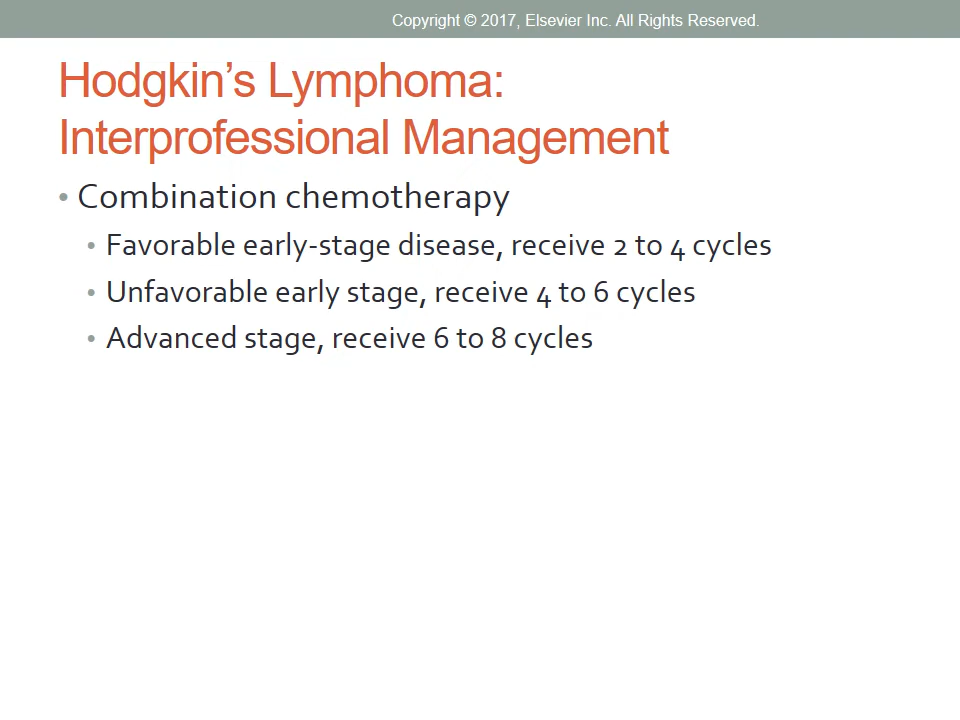 Copyright © 2017, Elsevier Inc. All Rights Reserved.
Hodgkin’s Lymphoma:
Interprofessional Management
• Combination chemotherapy
• Favorable early-stage disease, receive 2 to 4 cycles
• Unfavorable early stage, receive 4 to 6 cycles
• Advanced stage, receive 6 to 8 cycles